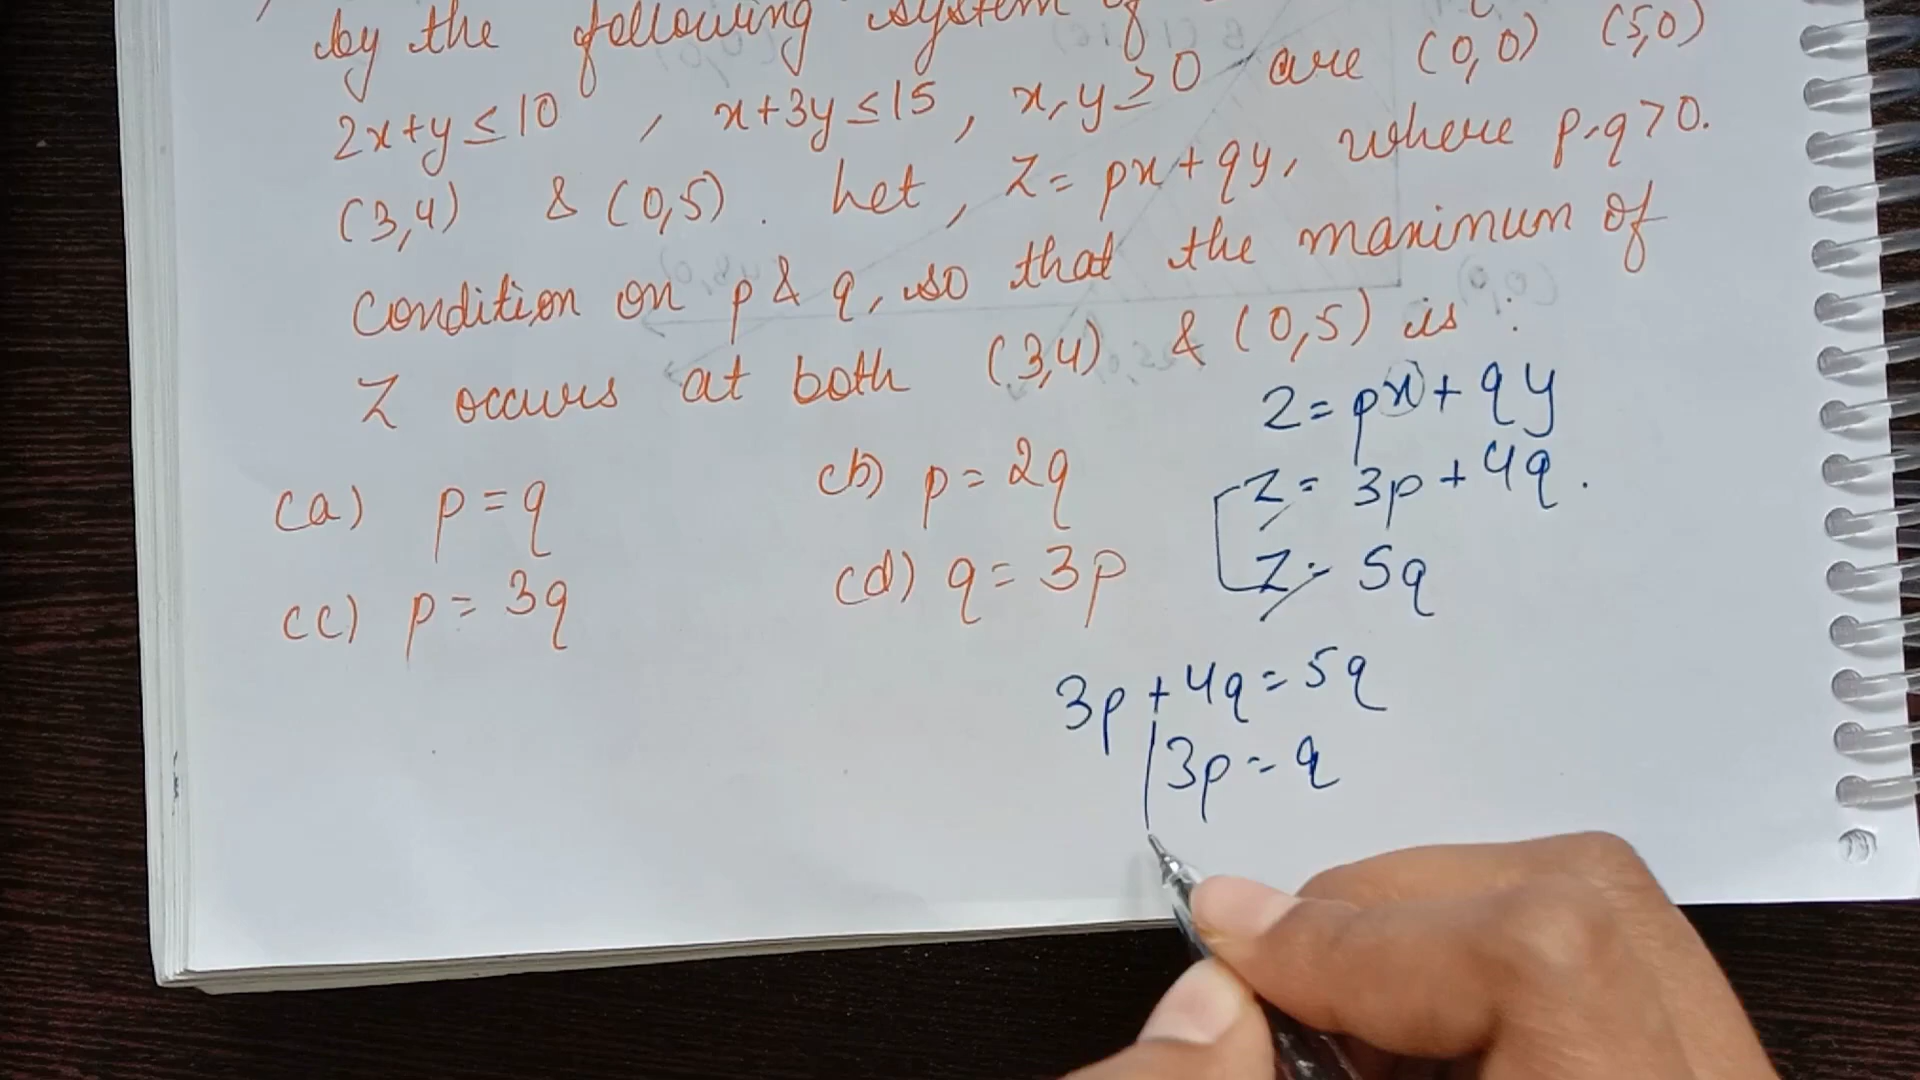 by the following system of
2x+y≤10 , x+3y≤15, x,y≥0 are (0,0) (5,0)
(3,4) & (0,5). Let, Z= px+qy, where p,q>0.
Condition on p & q, so that the maximum of
Z occurs at both (3,4) & (0,5) is :
(a) p=q (b) p=2q
(c) p=3q (d) q=3p
Z=px+qy
Z= 3p+4q.
Z= 5q
3p+4q=5q
3p=q